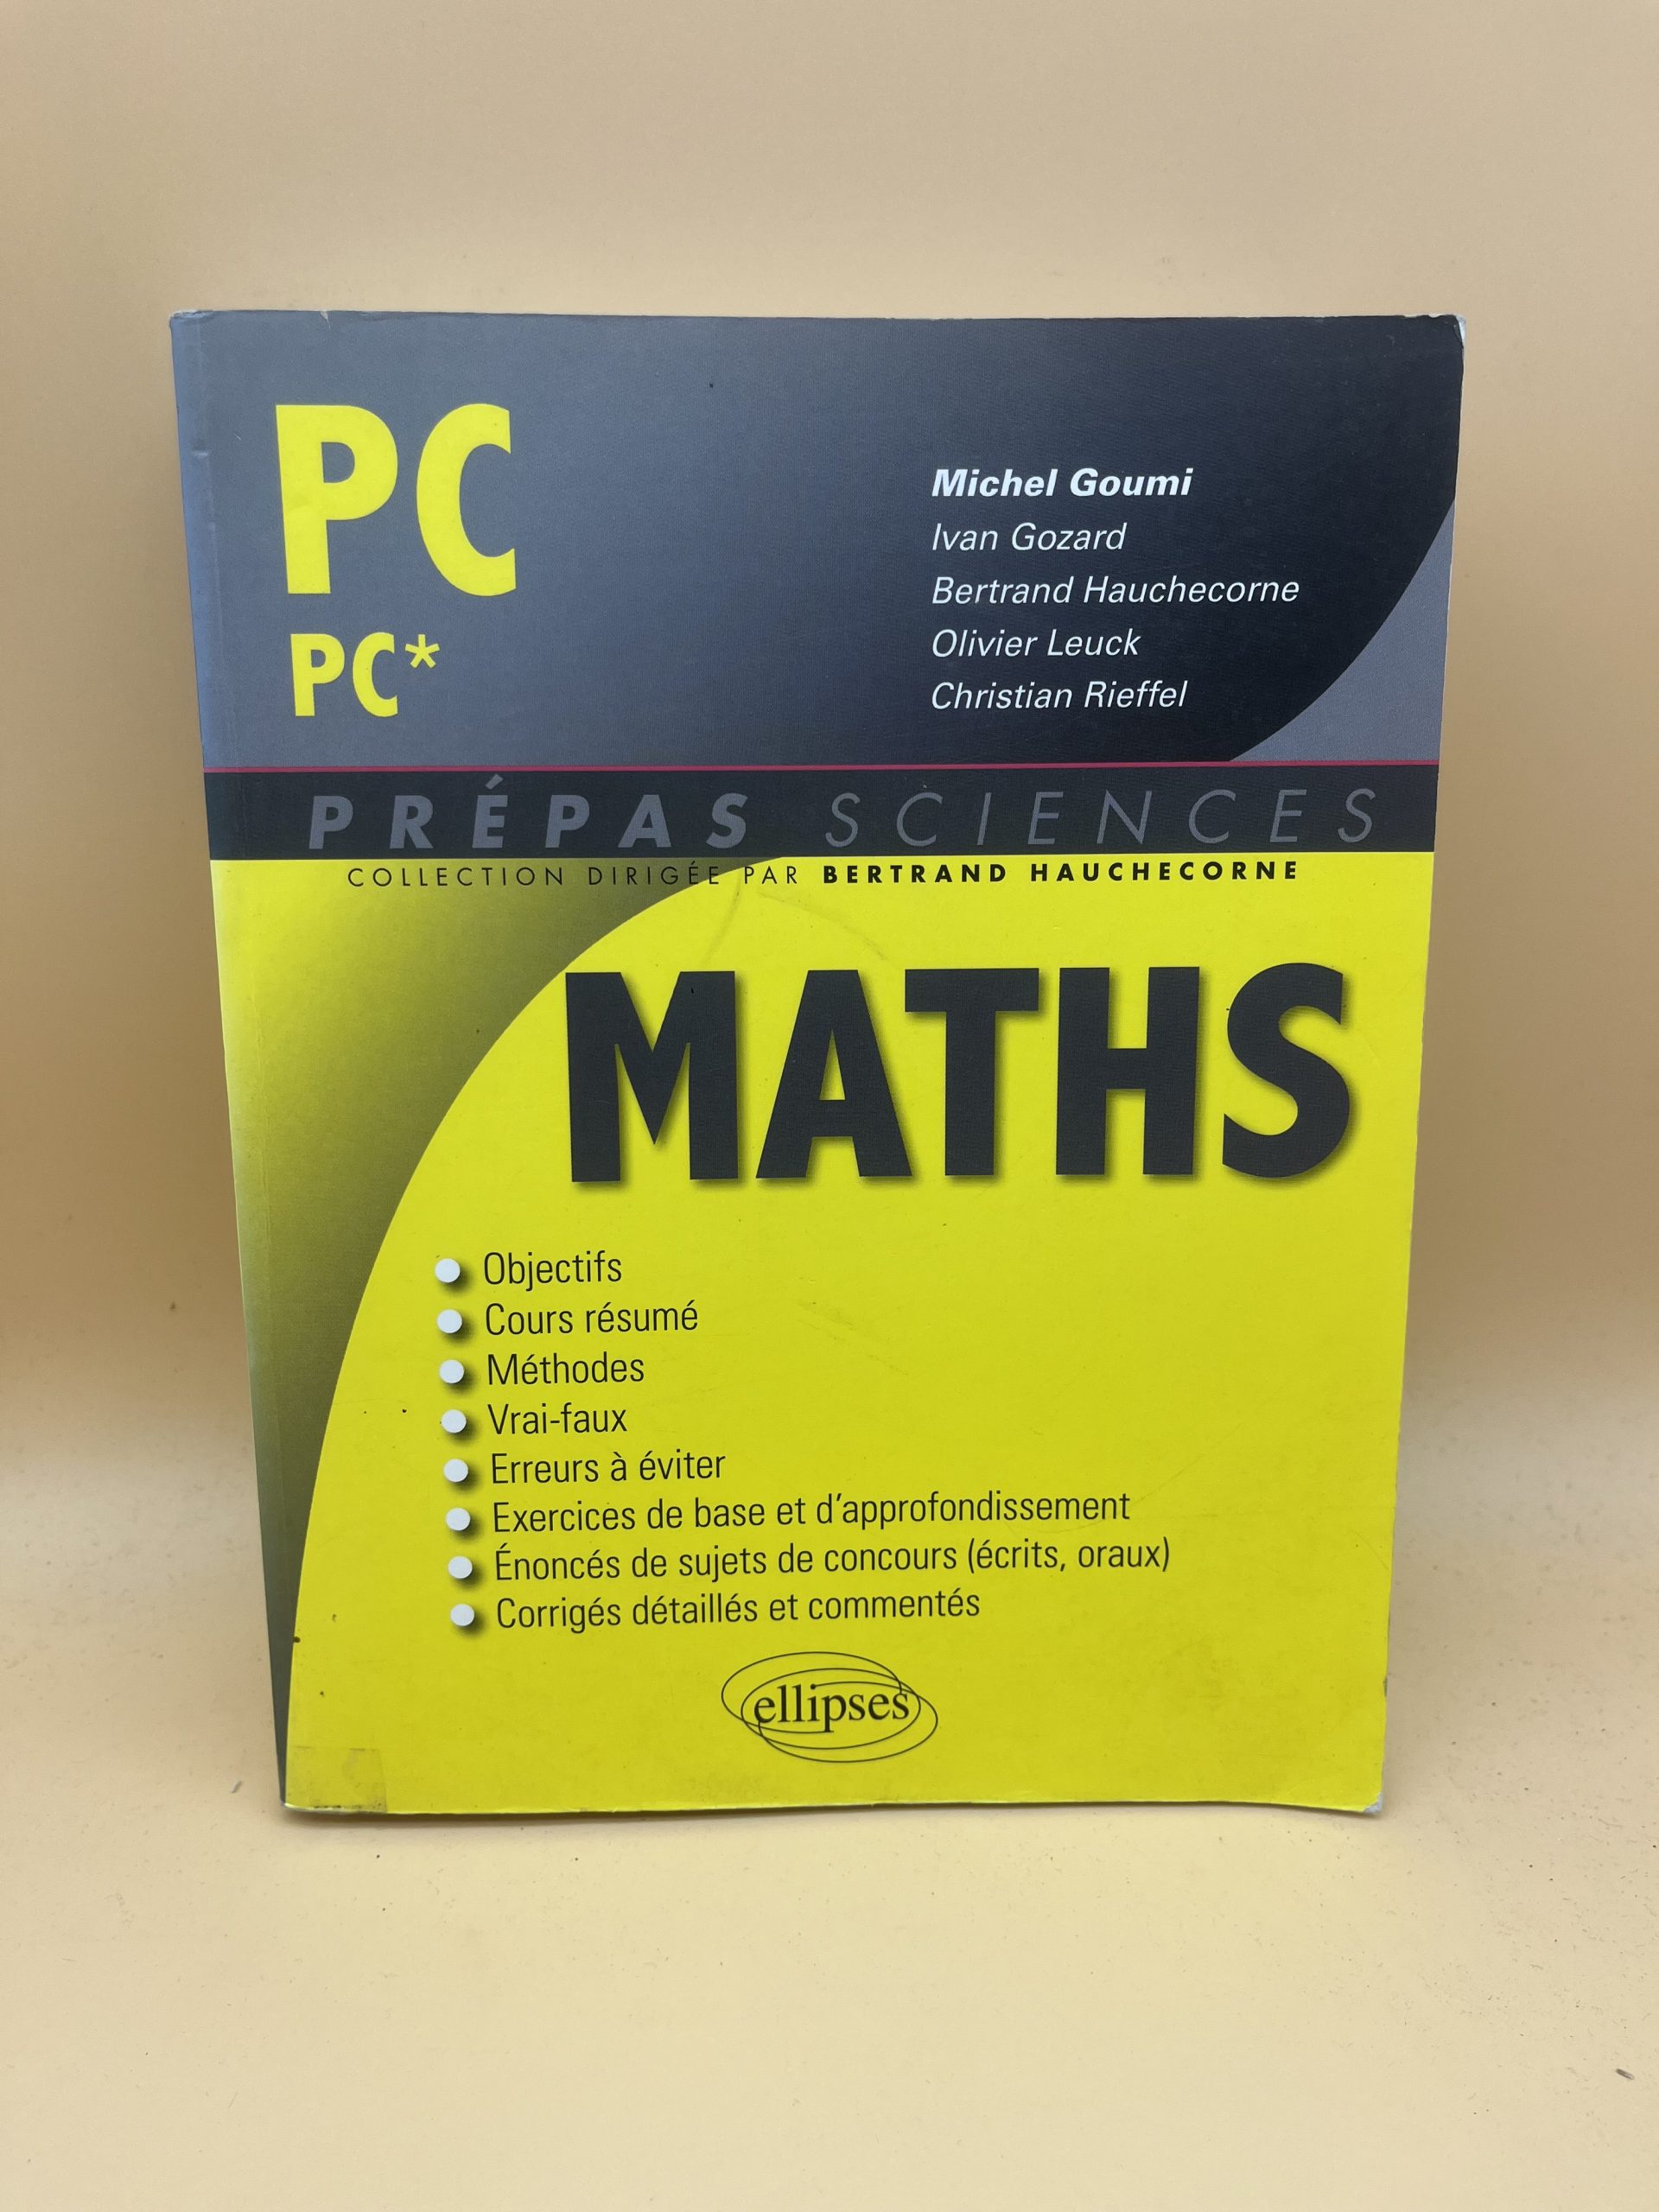 PC
PC*
Michel Goumi
Ivan Gozard
Bertrand Hauchecorne
Olivier Leuck
Christian Rieffel
PRÉPAS SCIENCES
COLLECTION DIRIGÉE PAR BERTRAND HAUCHECORNE
MATHS
Objectifs
Cours résumé
Méthodes
Vrai-faux
Erreurs à éviter
Exercices de base et d'approfondissement
Énoncés de sujets de concours (écrits, oraux)
Corrigés détaillés et commentés
ellipses